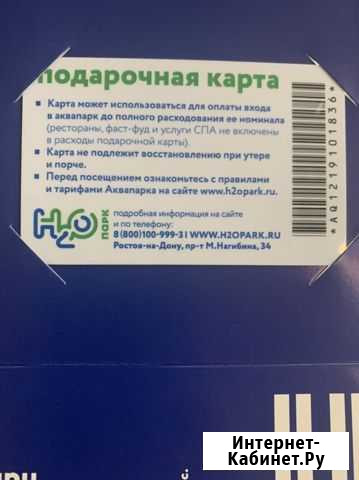 подарочная карта
Карта может использоваться для оплаты входа
в аквапарк до полного расходования ее номинала
(рестораны, фаст-фуд и услуги СПА не включены
в расходы подарочной карты).
Карта не подлежит восстановлению при утере
и порче.
Перед посещением ознакомьтесь с правилами
и тарифами Аквапарка на сайте www.h2opark.ru.
H2O ПАРК
подробная информация на сайте
и по телефону:
8 (800)100-999-3 | WWW.H2OPARK.RU
Ростов-на-Дону, пр-т М.Нагибина, 34
*AQ1219101836*
Интернет-
Кабинет.Ру